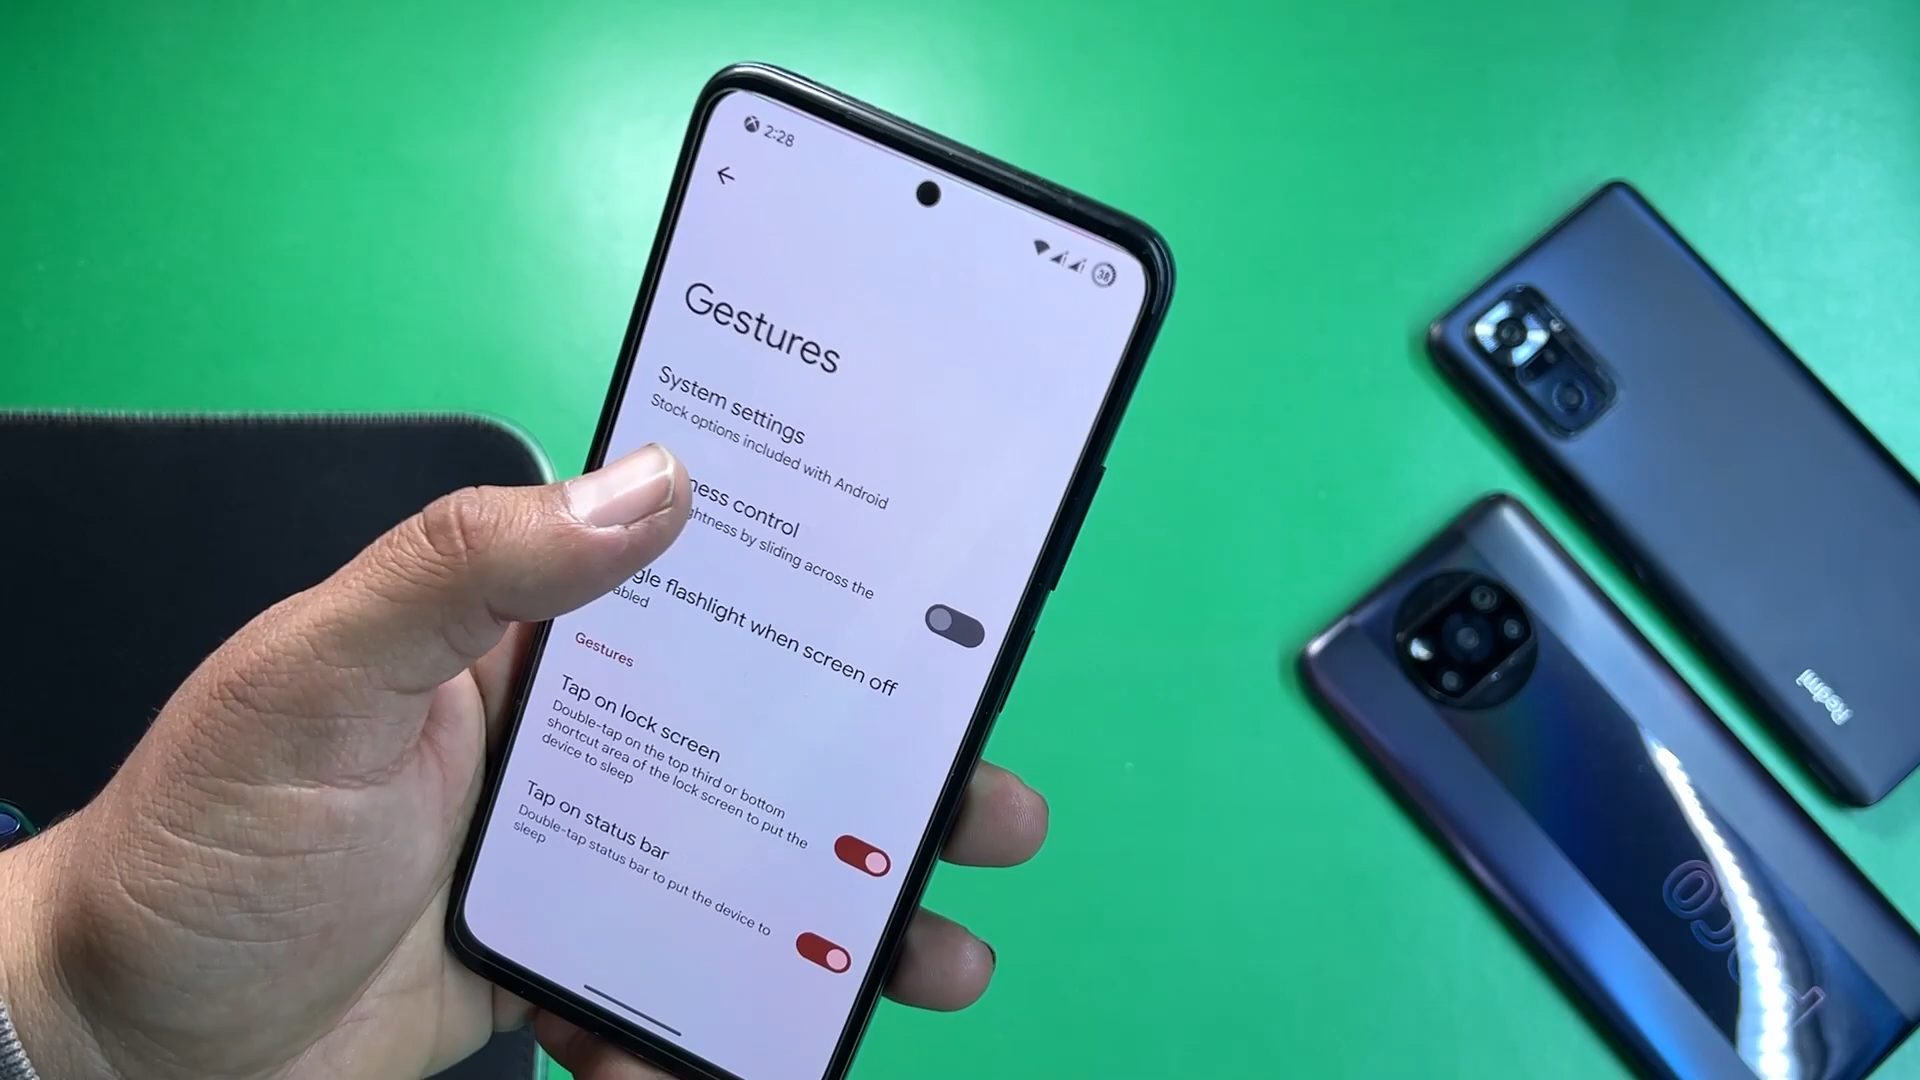 2:28
38
Gestures
System settings
Stock options included with Android
ness control
ghtness by sliding across the
gle flashlight when screen off
abled
Gestures
Tap on lock screen
Double-tap on the top third or bottom
shortcut area of the lock screen to put the
device to sleep
Tap on status bar
Double-tap status bar to put the device to
sleep
Redmi
POCO